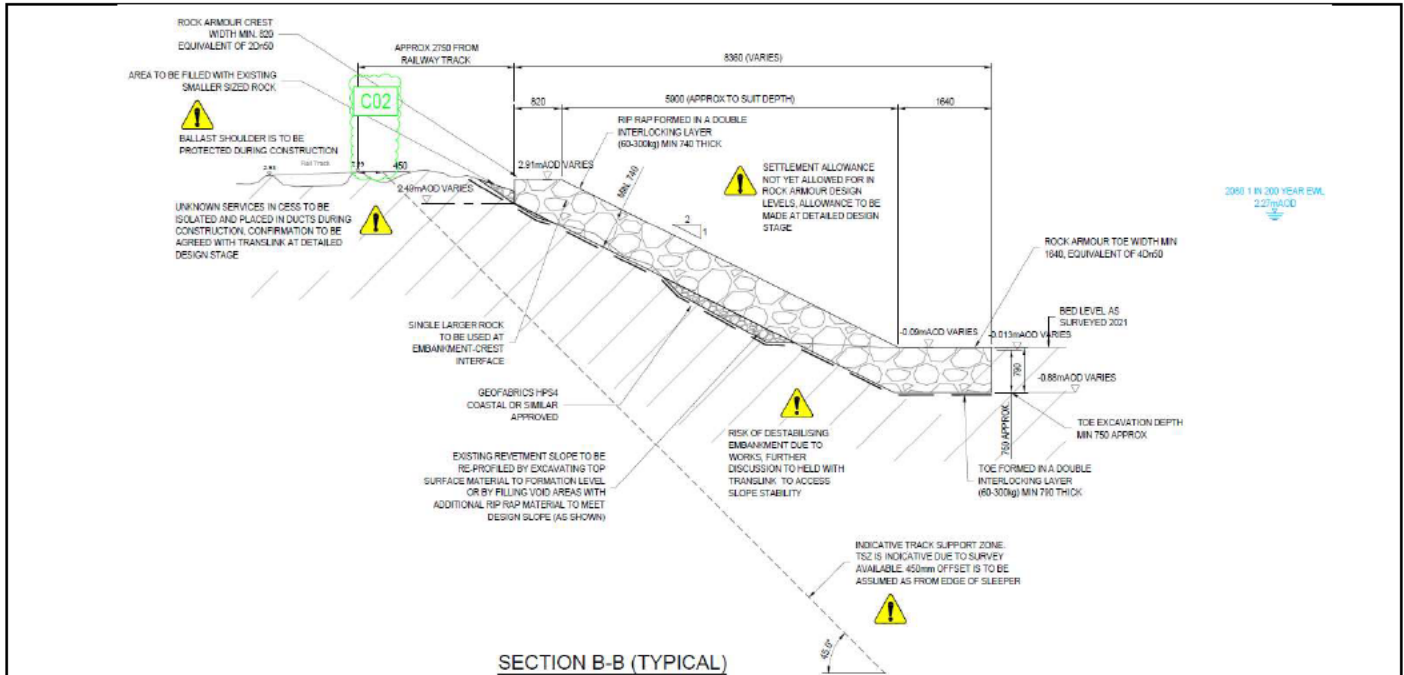 ROCK ARMOUR CREST
WIDTH MIN. 820
EQUIVALENT OF 2Dn50
APPROX 2750 FROM
RAILWAY TRACK
8360 (VARIES)
AREA TO BE FILLED WITH EXISTING
SMALLER SIZED ROCK
C02
820
5900 (APPROX TO SUIT DEPTH)
1640
BALLAST SHOULDER IS TO BE
PROTECTED DURING CONSTRUCTION
RIP RAP FORMED IN A DOUBLE
INTERLOCKING LAYER
(60-300kg) MIN 740 THICK
Rail Track
450
2.91mAOD VARIES
MIN. 740
SETTLEMENT ALLOWANCE
NOT YET ALLOWED FOR IN
ROCK ARMOUR DESIGN
LEVELS, ALLOWANCE TO BE
MADE AT DETAILED DESIGN
STAGE
2.49mAOD VARIES
2080 1 IN 200 YEAR EWL
2.27mAOD
UNKNOWN SERVICES IN CESS TO BE
ISOLATED AND PLACED IN DUCTS DURING
CONSTRUCTION, CONFIRMATION TO BE
AGREED WITH TRANSLINK AT DETAILED
DESIGN STAGE
2
1
ROCK ARMOUR TOE WIDTH MIN
1640, EQUIVALENT OF 4Dn50
SINGLE LARGER ROCK
TO BE USED AT
EMBANKMENT-CREST
INTERFACE
BED LEVEL AS
SURVEYED 2021
-0.09mAOD VARIES
-0.013mAOD VARIES
790
-0.88mAOD VARIES
GEOFABRICS HPS4
COASTAL OR SIMILAR
APPROVED
750 APPROX
TOE EXCAVATION DEPTH
MIN 750 APPROX
RISK OF DESTABILISING
EMBANKMENT DUE TO
WORKS, FURTHER
DISCUSSION TO HELD WITH
TRANSLINK TO ACCESS
SLOPE STABILITY
EXISTING REVETMENT SLOPE TO BE
RE-PROFILED BY EXCAVATING TOP
SURFACE MATERIAL TO FORMATION LEVEL
OR BY FILLING VOID AREAS WITH
ADDITIONAL RIP RAP MATERIAL TO MEET
DESIGN SLOPE (AS SHOWN)
TOE FORMED IN A DOUBLE
INTERLOCKING LAYER
(60-300kg) MIN 790 THICK
INDICATIVE TRACK SUPPORT ZONE.
TSZ IS INDICATIVE DUE TO SURVEY
AVAILABLE. 450mm OFFSET IS TO BE
ASSUMED AS FROM EDGE OF SLEEPER
45.0°
SECTION B-B (TYPICAL)